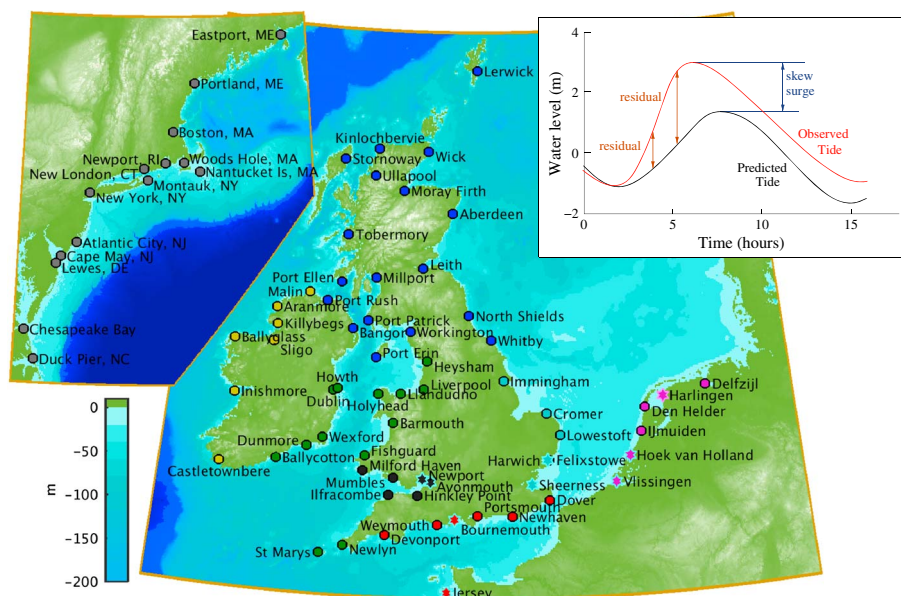 Eastport, ME
Portland, ME
Boston, MA
Newport, RI
Woods Hole, MA
New London, CT
Nantucket Is, MA
Montauk, NY
New York, NY
Atlantic City, NJ
Cape May, NJ
Lewes, DE
Chesapeake Bay
Duck Pier, NC
Lerwick
Kinlochbervie
Stornoway
Wick
Ullapool
Moray Firth
Aberdeen
Tobermory
Leith
Port Ellen
Millport
Malin
Port Rush
Aranmore
Killybegs
Port Patrick
North Shields
Bangor
Workington
Ballyglass
Sligo
Whitby
Port Erin
Heysham
Howth
Immingham
Inishmore
Dublin
Liverpool
Holyhead
Llandudno
Delfzijl
Harlingen
Cromer
Den Helder
Barmouth
IJmuiden
Lowestoft
Wexford
Dunmore
Fishguard
Hoek van Holland
Ballycotton
Harwich
Felixstowe
Castletownbere
Milford Haven
Newport
Mumbles
Avonmouth
Vlissingen
Sheerness
Ilfracombe
Hinkley Point
Dover
Portsmouth
Newhaven
Weymouth
Bournemouth
Devonport
St Marys
Newlyn
Jersey
0
−50
−100
−150
−200
m
4
2
0
−2
Water level (m)
0
5
10
15
Time (hours)
residual
residual
skew
surge
Observed
Tide
Predicted
Tide